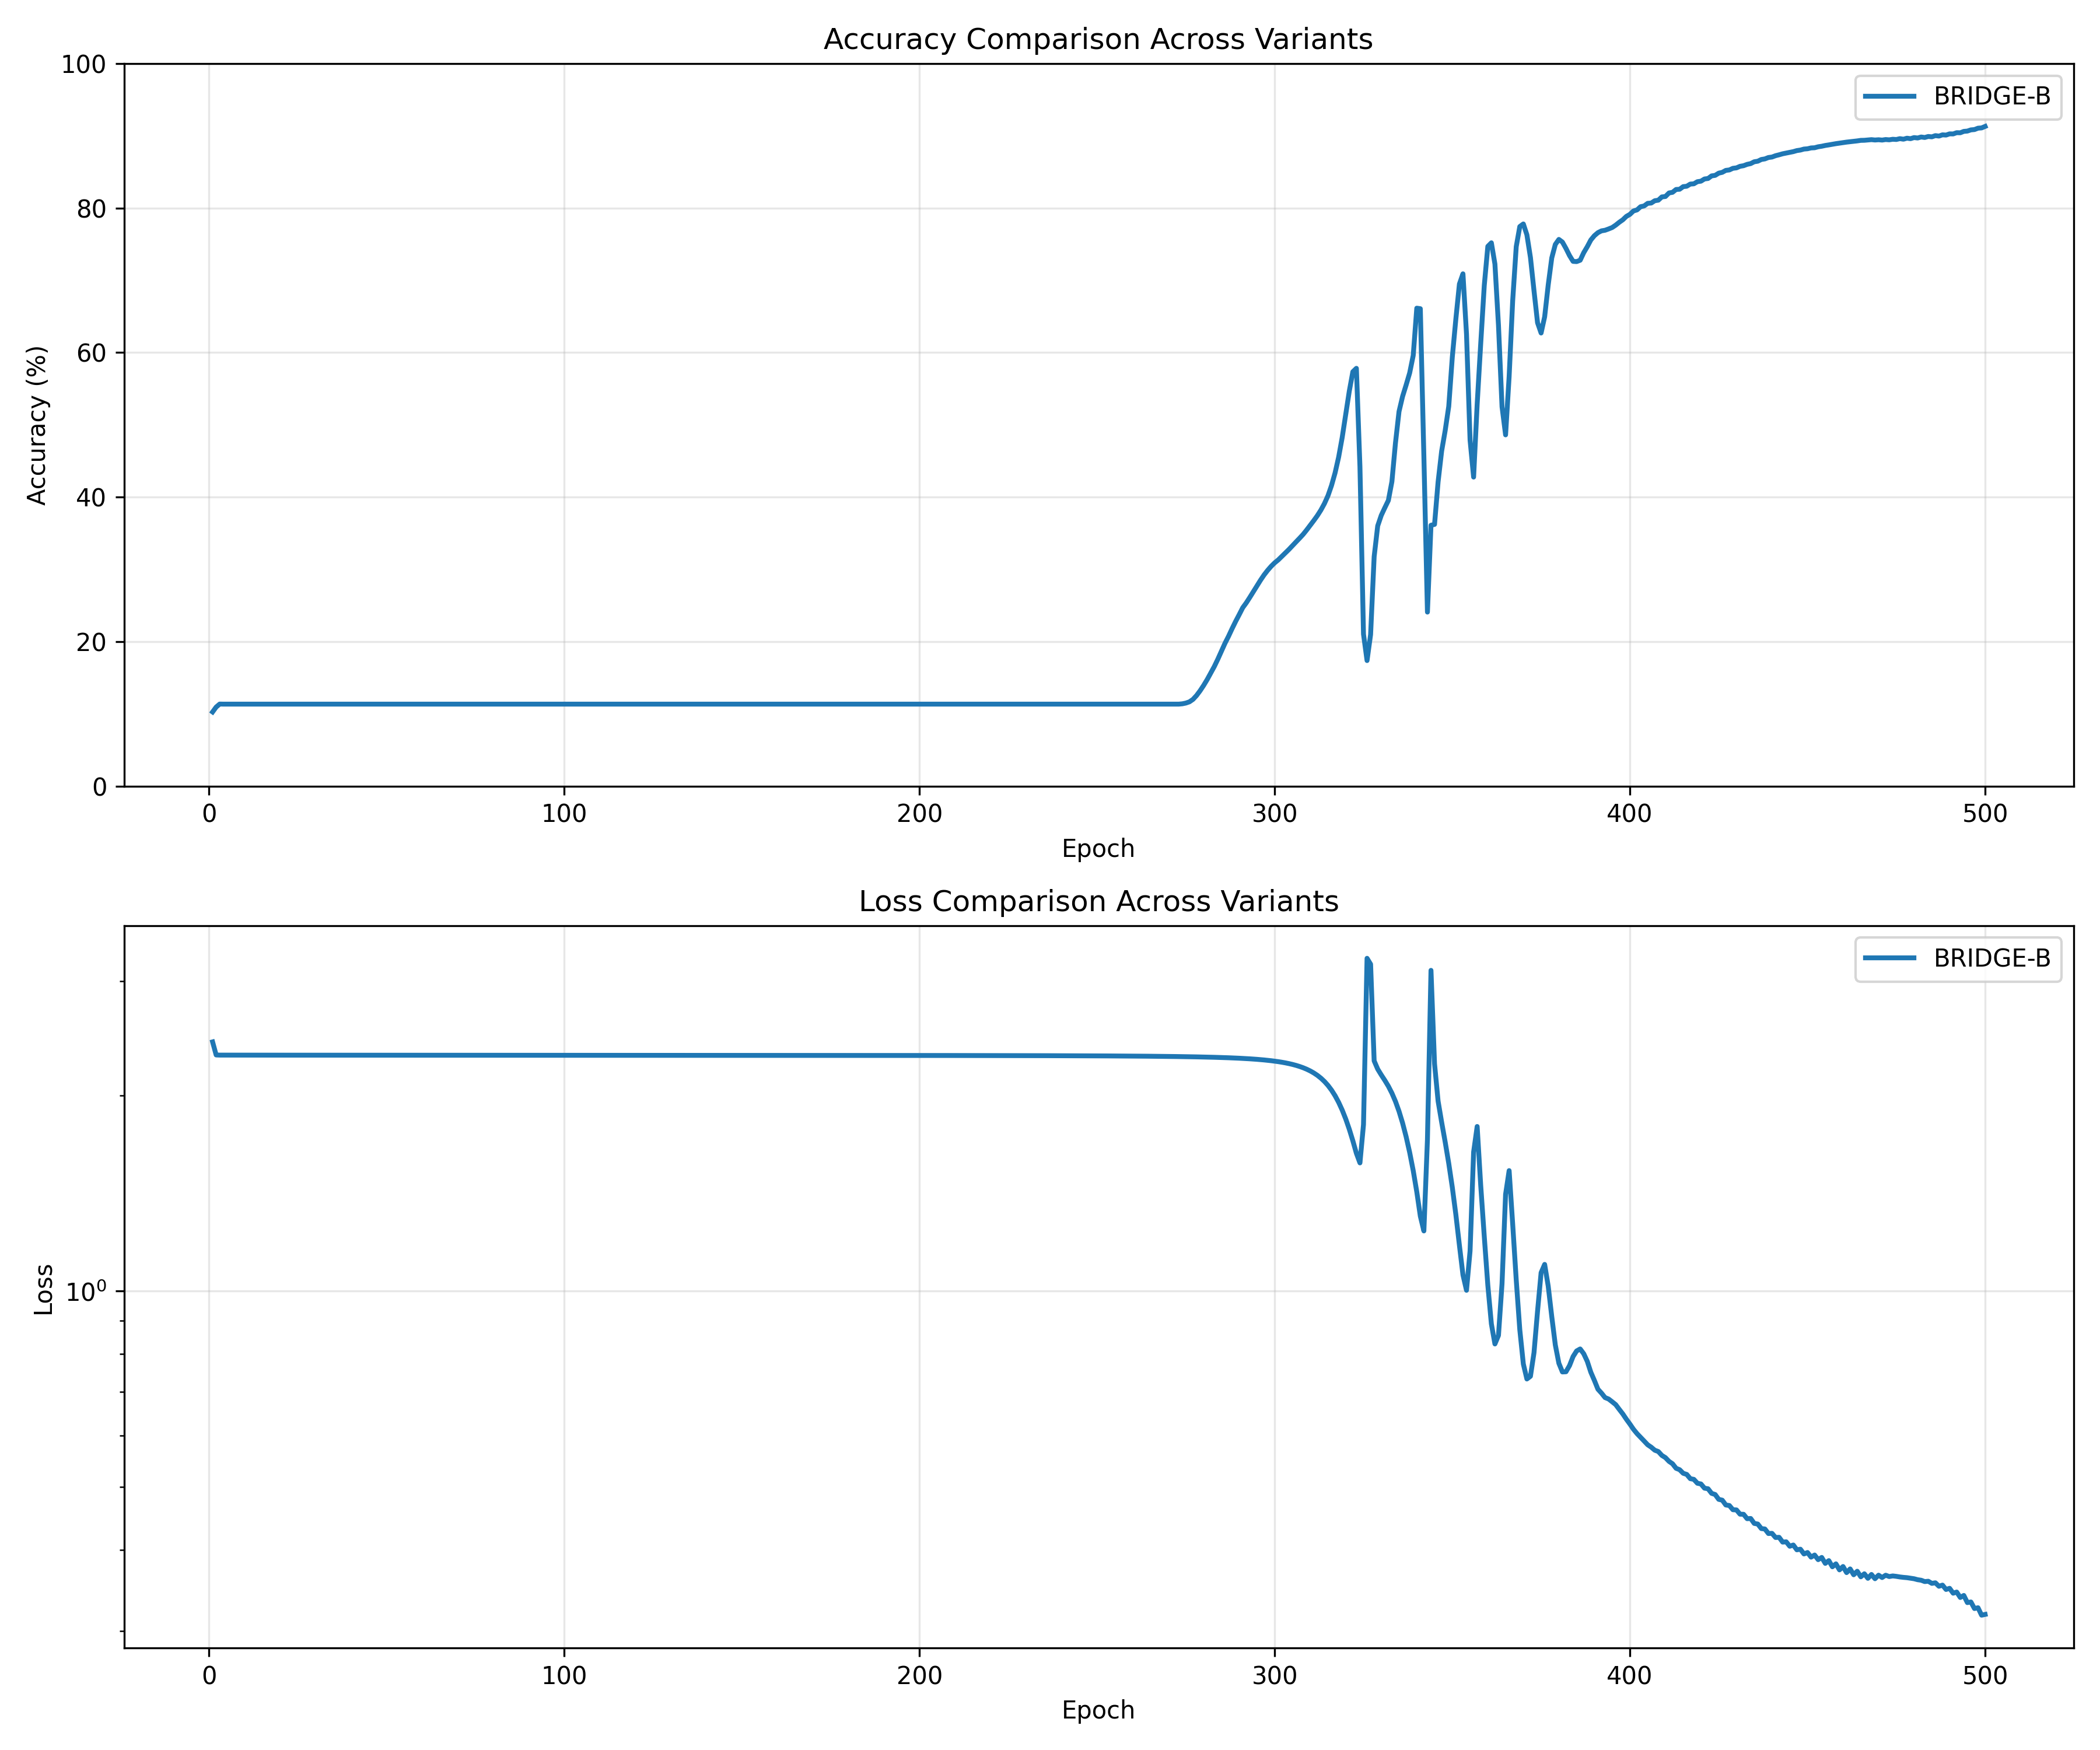 Accuracy Comparison Across Variants
100
80
60
40
20
0
Accuracy (%)
BRIDGE-B
0 100 200 300 400 500
Epoch
Loss Comparison Across Variants
10⁰
Loss
BRIDGE-B
0 100 200 300 400 500
Epoch